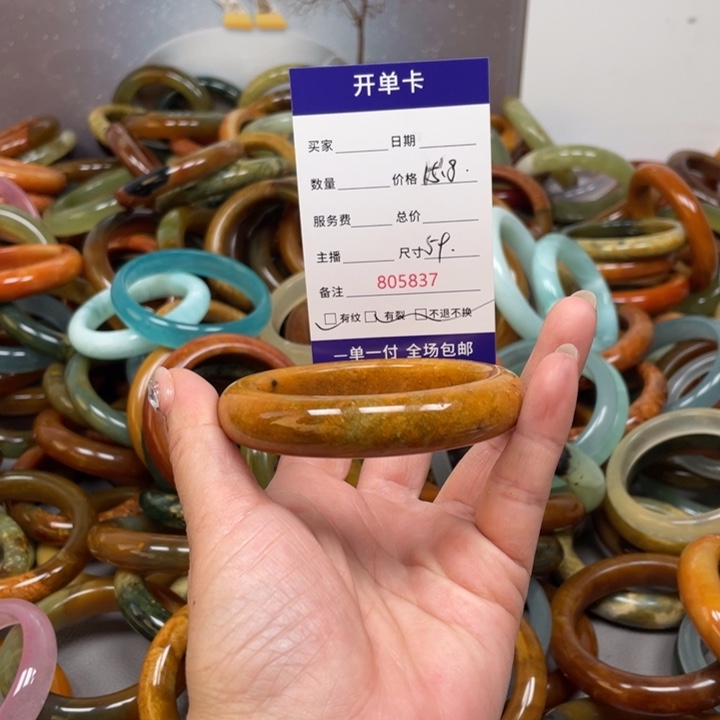 开单卡
买家 日期
数量 价格 15.8.
服务费 总价
主播 尺寸 59.
备注 805837
有纹 有裂 不退不换
一单一付 全场包邮